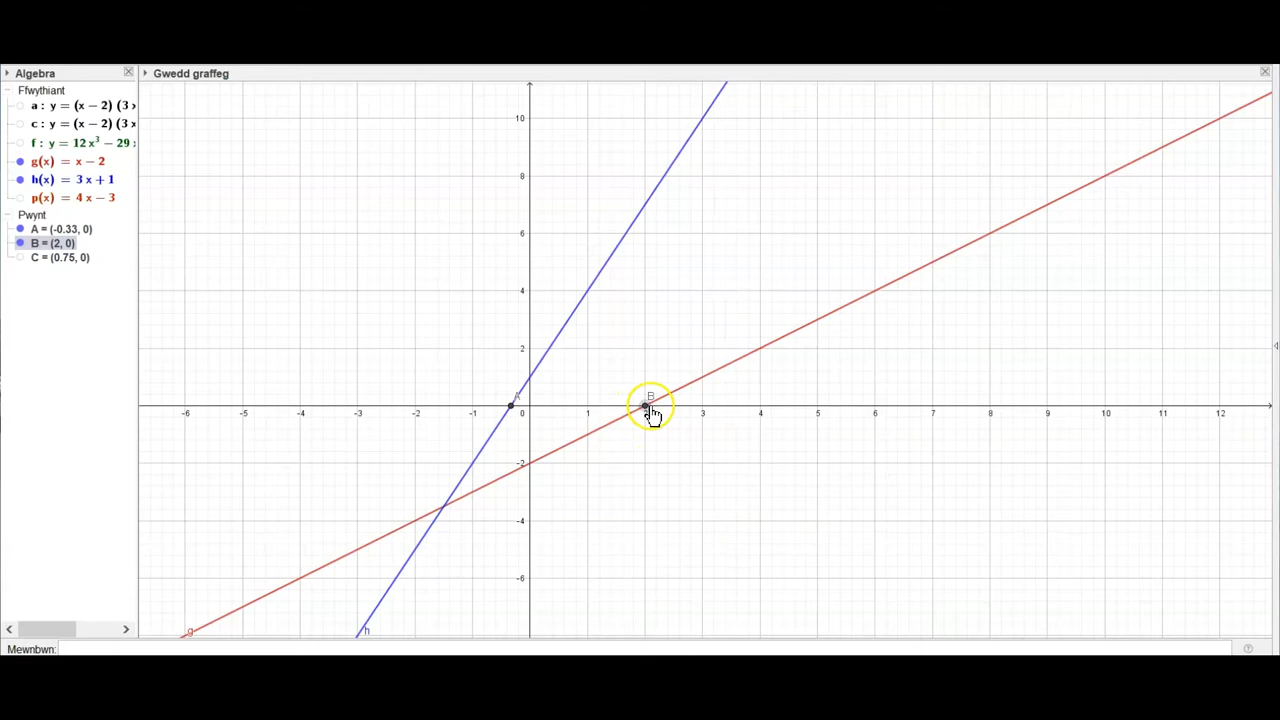 Algebra
Gwedd graffeg
Ffwythiant
a : y = (x − 2) (3 x
c : y = (x − 2) (3 x
f : y = 12 x³ − 29 x
g(x) = x − 2
h(x) = 3 x + 1
p(x) = 4 x − 3
Pwynt
A = (-0.33, 0)
B = (2, 0)
C = (0.75, 0)
10
8
6
4
2
A
B
-6 -5 -4 -3 -2 -1 0 1 3 4 5 6 7 8 9 10 11 12
-2
-4
-6
g
h
Mewnbwn: